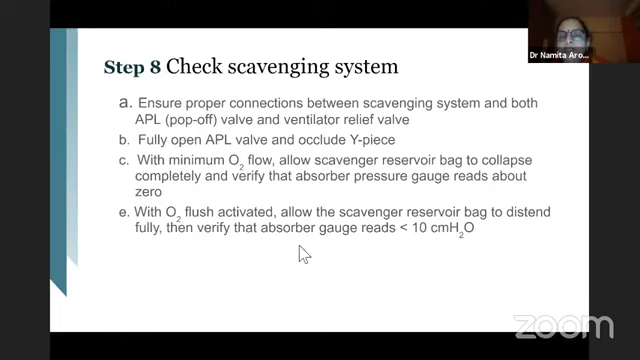 Step 8 Check scavenging system
a. Ensure proper connections between scavenging system and both
APL (pop-off) valve and ventilator relief valve
b. Fully open APL valve and occlude Y-piece
c. With minimum O2 flow, allow scavenger reservoir bag to collapse
completely and verify that absorber pressure gauge reads about
zero
e. With O2 flush activated, allow the scavenger reservoir bag to distend
fully, then verify that absorber gauge reads < 10 cmH2O
Dr Namita Aro...
zoom